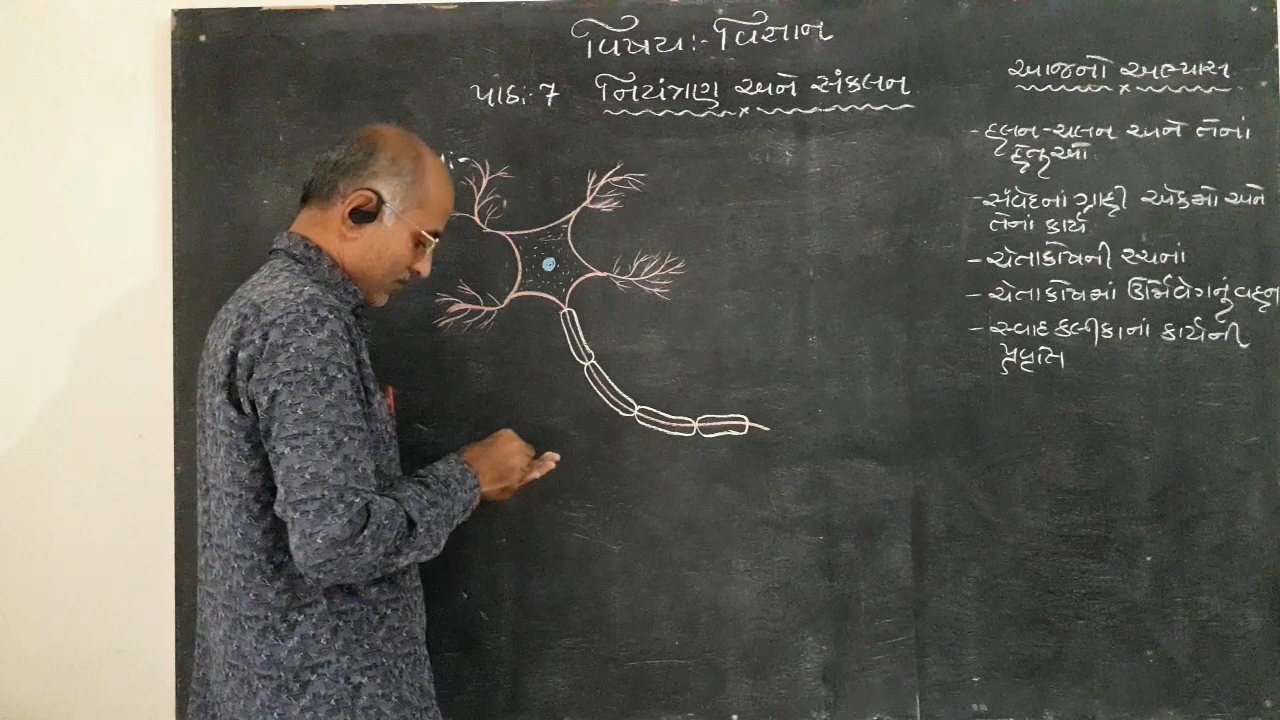 વિષય:- વિજ્ઞાન
પાઠ: 7 નિયંત્રણ અને સંકલન
આજનો અભ્યાસ
- હલન-ચલન અને તેનાં
હેતુઓ.
- સંવેદનાં ગ્રાહી એકમો અને
તેનાં કાર્ય
- ચેતાકોષની રચનાં
- ચેતાકોષમાં ઊર્મિવેગનું વહન
- સ્વાદ કલીકાનાં કાર્યની
પ્રવૃત્તિ